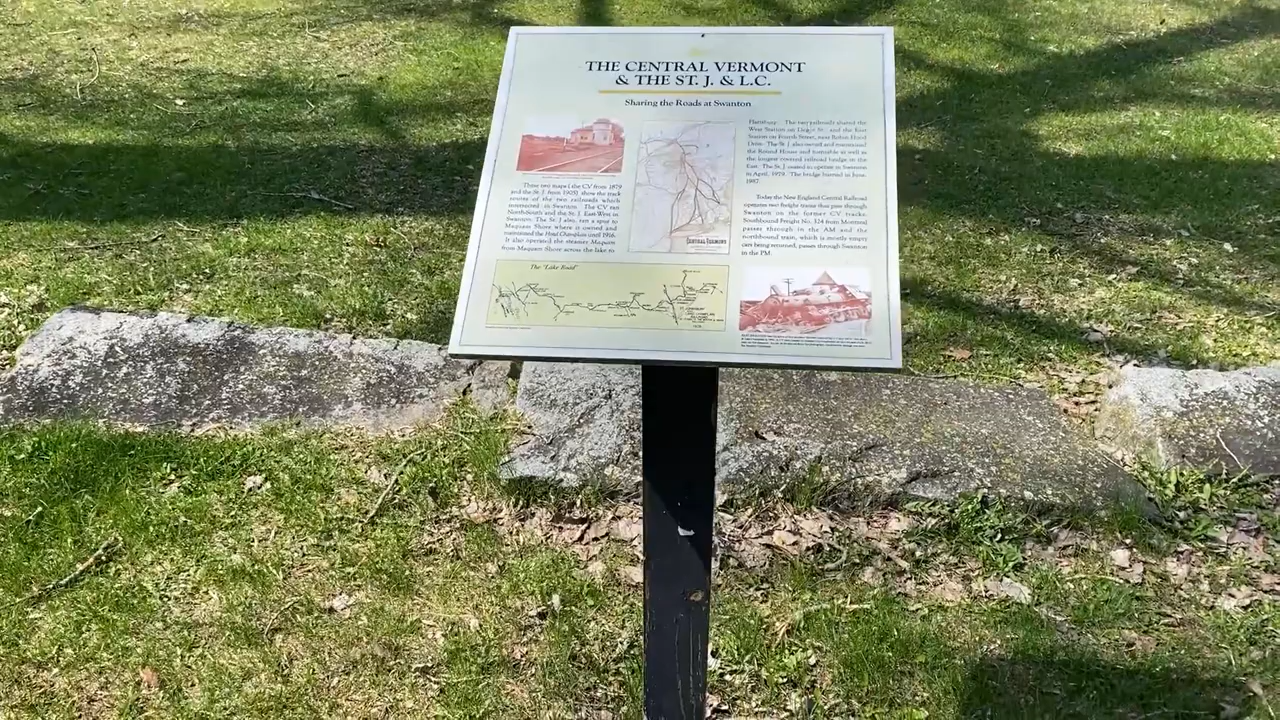 THE CENTRAL VERMONT
& THE ST. J. & L.C.
Sharing the Roads at Swanton
These two maps (the CV from 1879
and the St. J. from 1925) show the track
routes of the two railroads which
intersected in Swanton. The CV ran
North-South and the St. J. East-West in
Swanton. The St. J. also ran a spur to
Maquam Shore where it owned and
maintained the Hotel Champlain until 1916.
It also operated the steamer Maquam
from Maquam Shore across the lake to
CENTRAL VERMONT
Plattsburg. The two railroads shared the
West Station on Depot St. and the East
Station on Fourth Street, near Robin Hood
Drive. The St. J. also owned and maintained
the Round House and turntable as well as
the longest covered railroad bridge in the
East. The St. J. ceased to operate in Swanton
in April, 1979. The bridge burned in June,
1987.
Today the New England Central Railroad
operates two freight trains that pass through
Swanton on the former CV tracks.
Southbound Freight No. 324 from Montreal
passes through in the AM and the
northbound train, which is mostly empty
cars being returned, passes through Swanton
in the PM.
The "Lake Road"